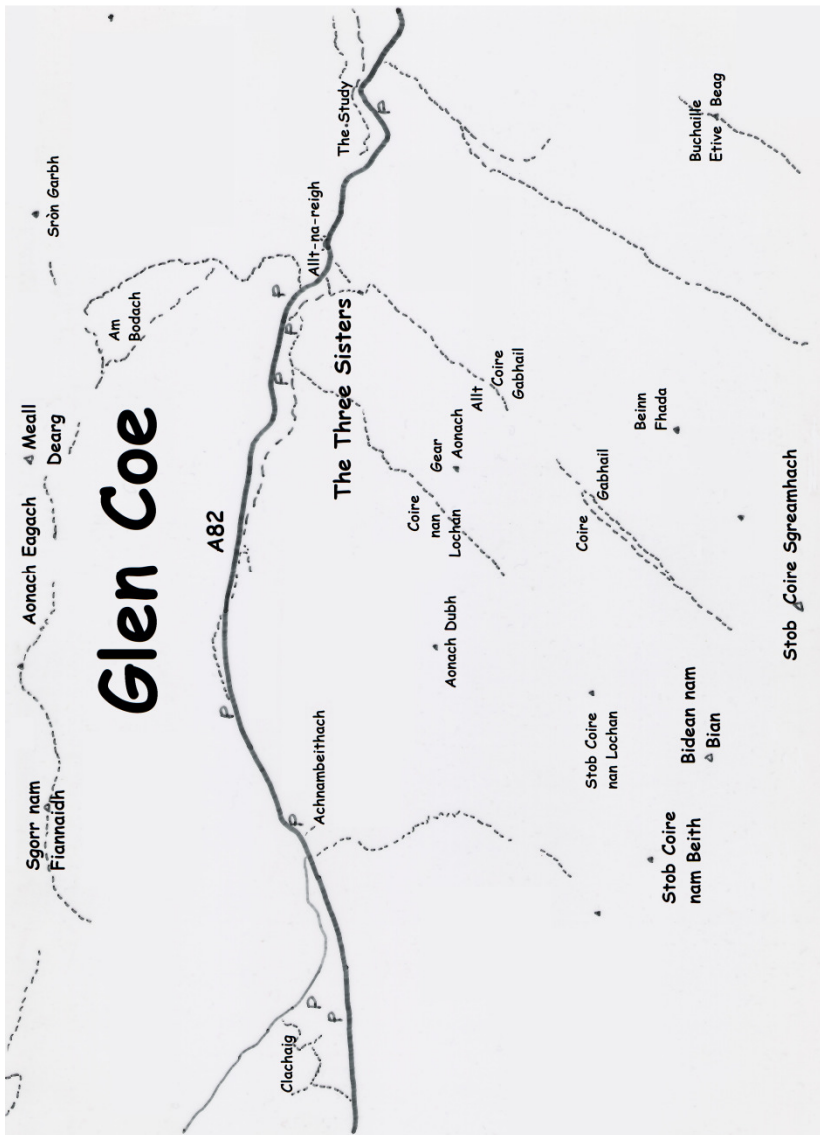 Sgorr nam
Fiannaidh
Aonach Eagach
Meall
Dearg
Sròn Garbh
Am
Bodach
Glen Coe
A82
P
P
P
P
P
P
P
P
Clachaig
Achnambeithach
Allt-na-reigh
The Study
The Three Sisters
Coire
nan
Lochán
Gear
Aonach
Aonach Dubh
Allt
Coire
Gabhail
Coire
Gabhail
Stob Coire
nan Lochan
Beinn
Fhada
Buchaille
Etive Beag
Stob Coire
nam Beith
Bidean nam
Bian
Stob Coire Sgreamhach